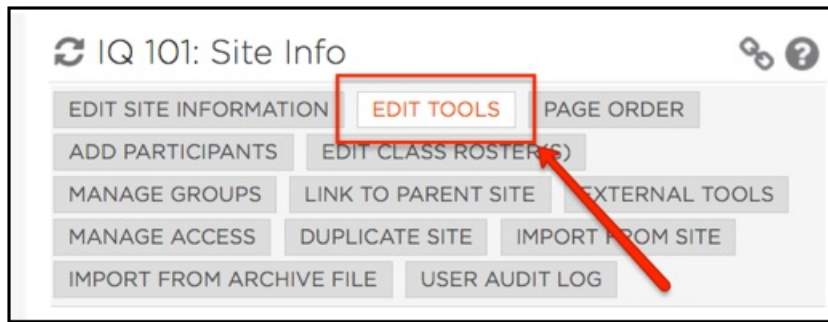 IQ 101: Site Info
EDIT SITE INFORMATION EDIT TOOLS PAGE ORDER
ADD PARTICIPANTS EDIT CLASS ROSTER(S)
MANAGE GROUPS LINK TO PARENT SITE EXTERNAL TOOLS
MANAGE ACCESS DUPLICATE SITE IMPORT FROM SITE
IMPORT FROM ARCHIVE FILE USER AUDIT LOG